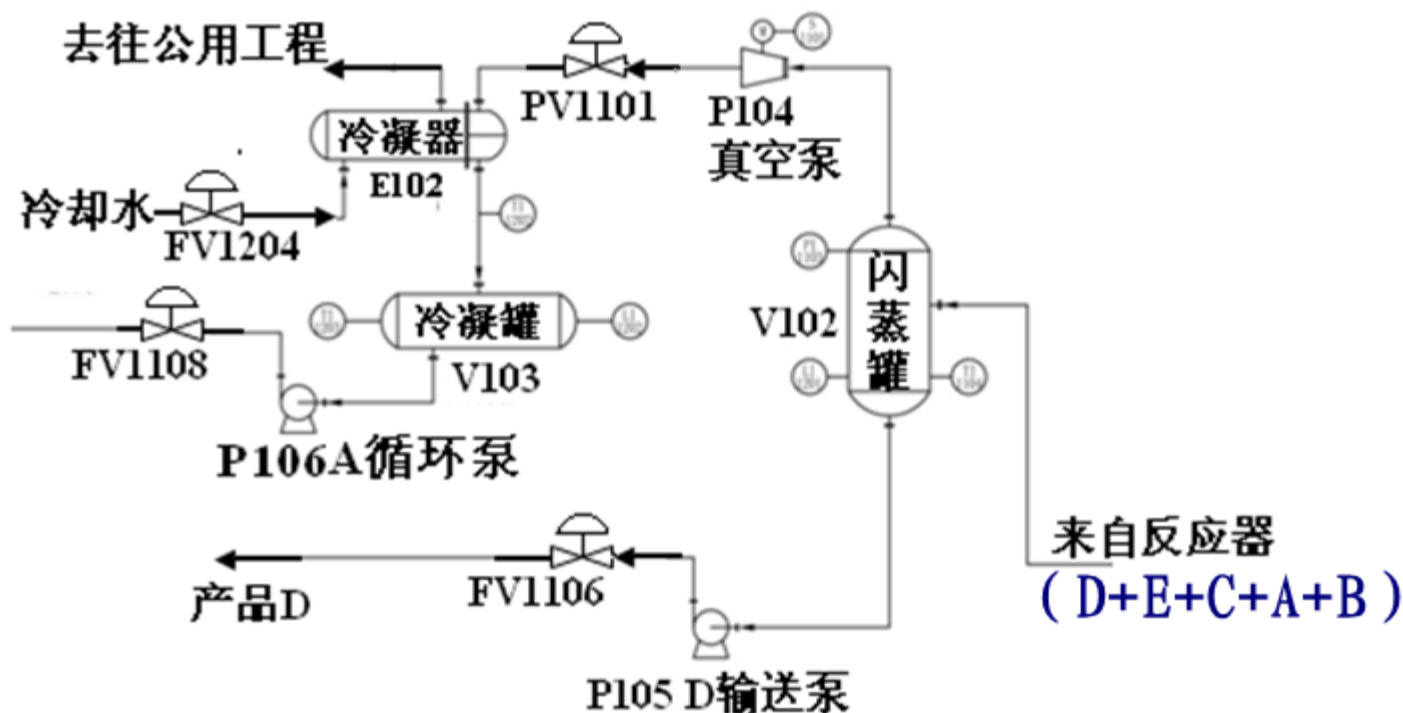 去往公用工程
PV1101
P104
真空泵
冷凝器
E102
冷却水
FV1204
闪蒸罐
V102
冷凝罐
V103
FV1108
P106A循环泵
来自反应器
(D+E+C+A+B)
FV1106
产品D
P105 D输送泵